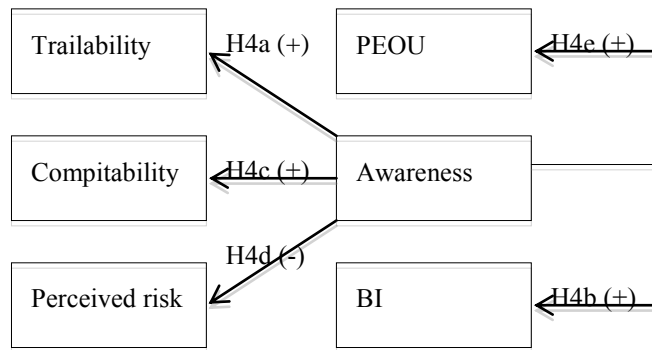 Trailability
H4a (+)
PEOU
H4e (+)
Compitability
H4c (+)
Awareness
H4d (-)
Perceived risk
BI
H4b (+)